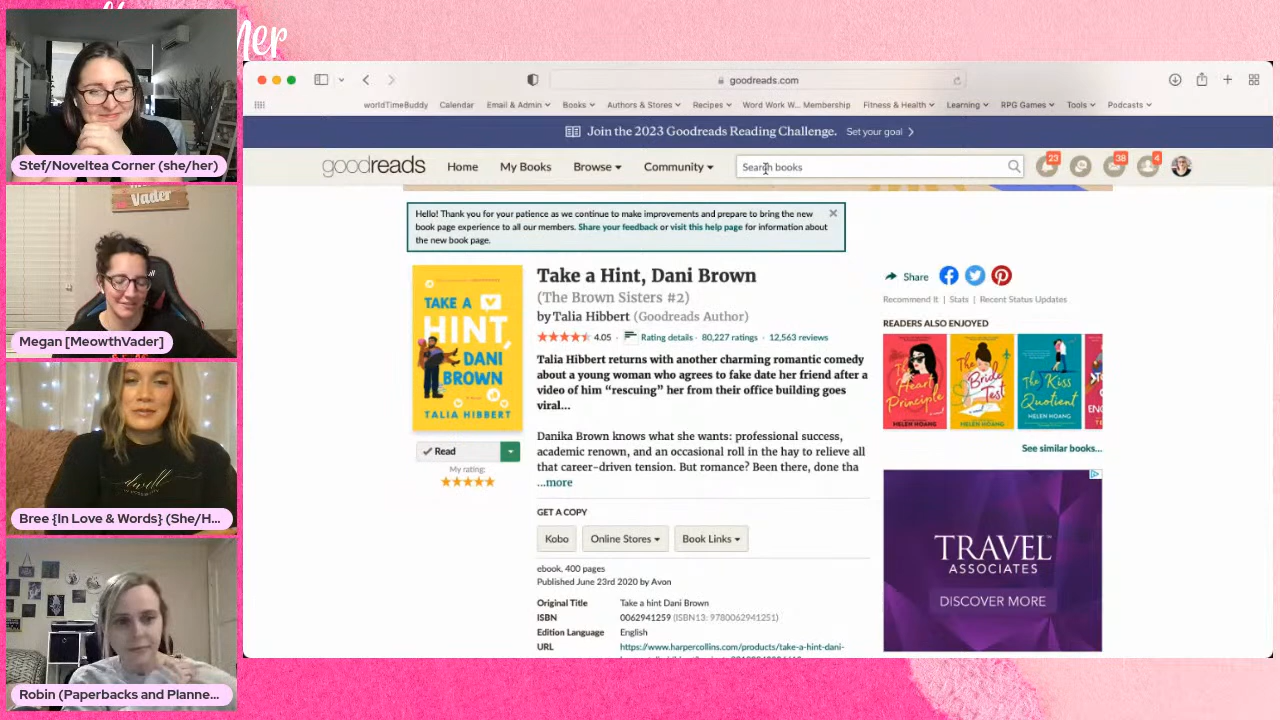 Mer
Stef/Noveltea Corner (she/her)
Vader
Megan [MeowthVader]
dwell
Bree {In Love & Words} (She/H...
Robin (Paperbacks and Planne...
goodreads.com
worldTimeBuddy Calendar Email & Admin Books Authors & Stores Recipes Word Work W... Membership Fitness & Health Learning RPG Games Tools Podcasts
Join the 2023 Goodreads Reading Challenge. Set your goal
goodreads Home My Books Browse Community Search books 23 38 4
Hello! Thank you for your patience as we continue to make improvements and prepare to bring the new
book page experience to all our members. Share your feedback or visit this help page for information about
the new book page.
TAKE A
HINT,
DANI
BROWN
TALIA HIBBERT
Read
My rating:
Take a Hint, Dani Brown
(The Brown Sisters #2)
by Talia Hibbert (Goodreads Author)
4.05 · Rating details · 80,227 ratings · 12,563 reviews
Talia Hibbert returns with another charming romantic comedy
about a young woman who agrees to fake date her friend after a
video of him “rescuing” her from their office building goes
viral...
Danika Brown knows what she wants: professional success,
academic renown, and an occasional roll in the hay to relieve all
that career-driven tension. But romance? Been there, done tha
...more
GET A COPY
Kobo Online Stores Book Links
ebook, 400 pages
Published June 23rd 2020 by Avon
Original Title Take a hint Dani Brown
ISBN 0062941259 (ISBN13: 9780062941251)
Edition Language English
URL https://www.harpercollins.com/products/take-a-hint-dani-
Share
Recommend It | Stats | Recent Status Updates
READERS ALSO ENJOYED
The Heart Principle
HELEN HOANG
The Bride Test
HELEN HOANG
The Kiss Quotient
HELEN HOANG
See similar books...
TRAVEL
ASSOCIATES
DISCOVER MORE